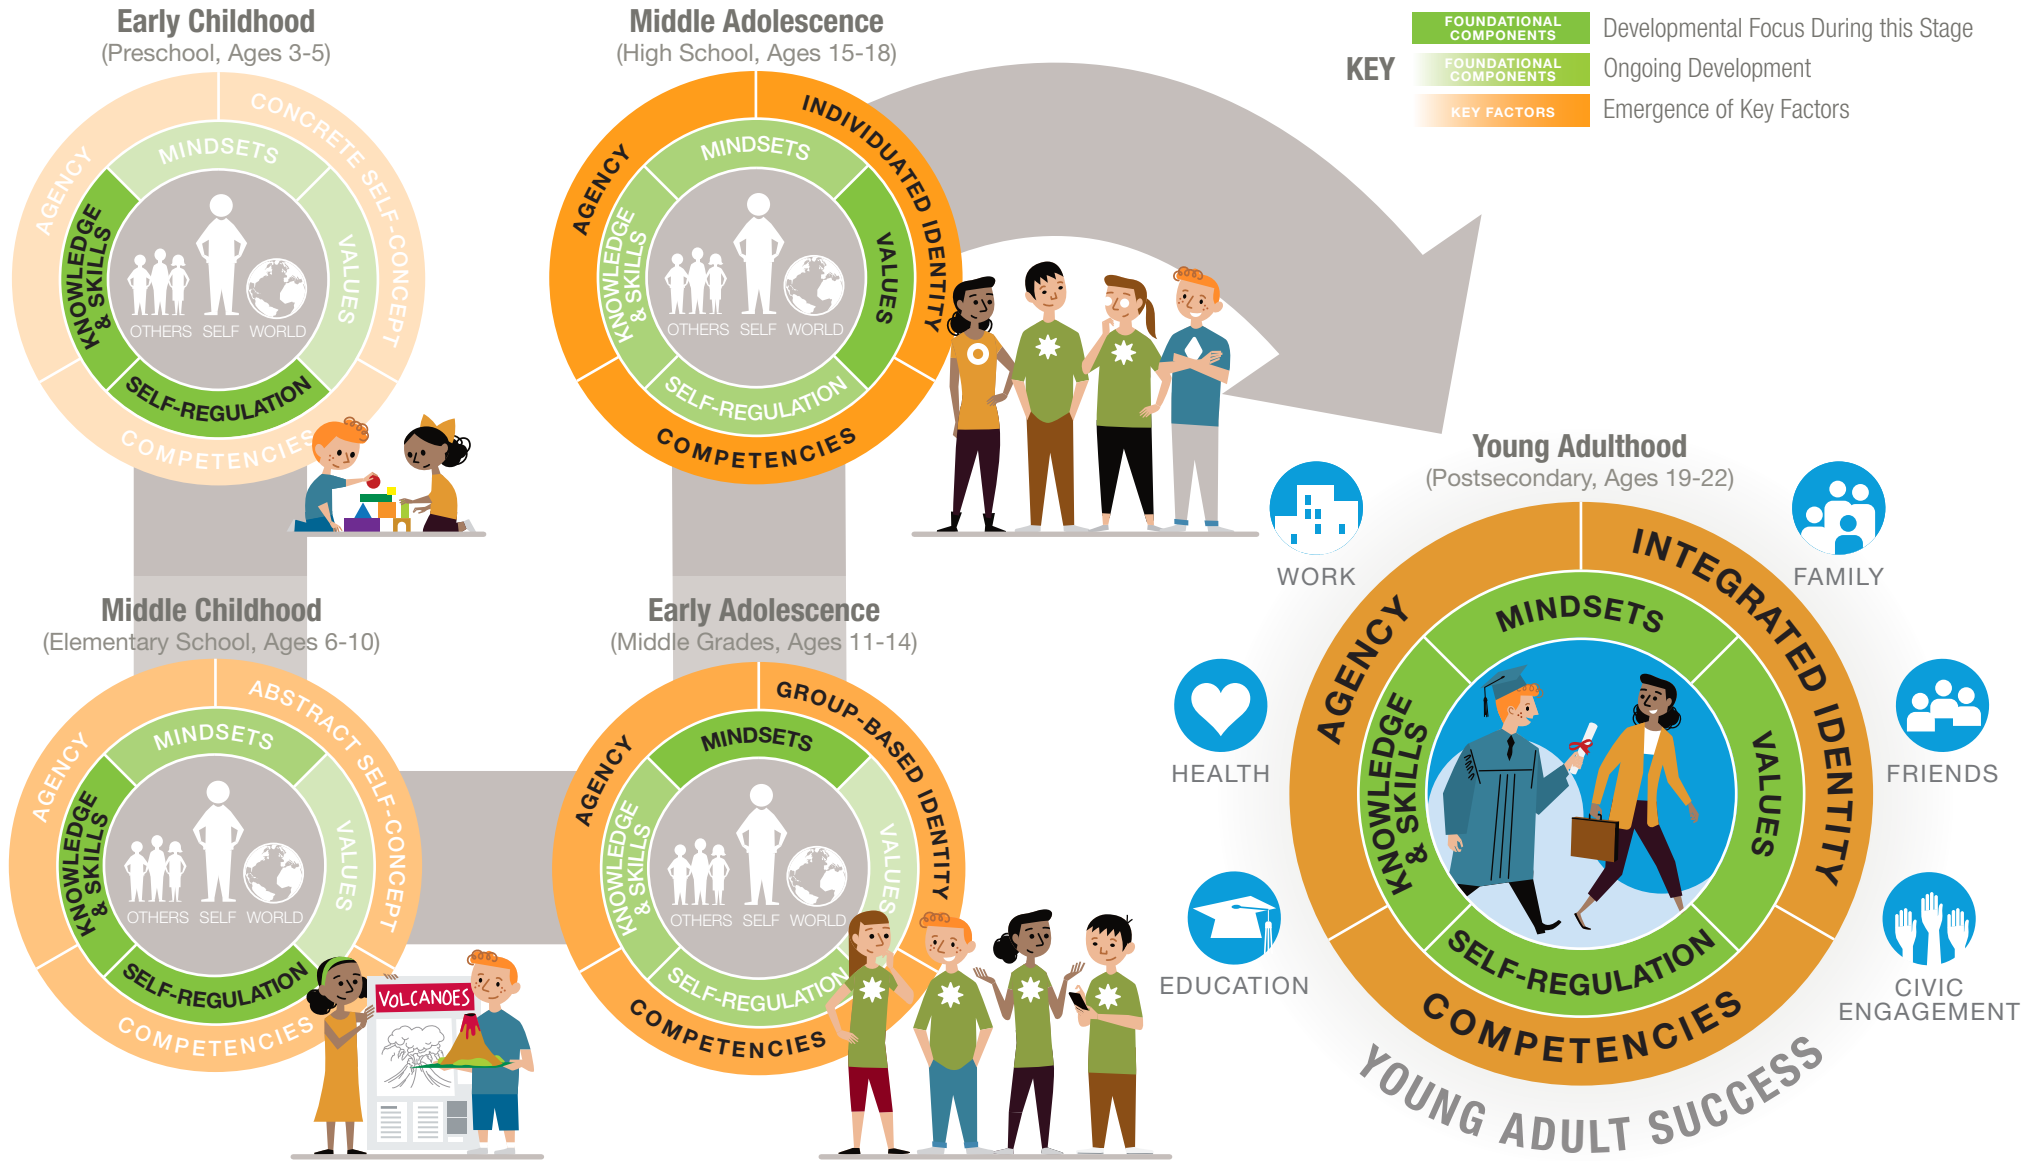 Early Childhood
(Preschool, Ages 3-5)
AGENCY
CONCRETE SELF-CONCEPT
COMPETENCIES
MINDSETS
VALUES
KNOWLEDGE
& SKILLS
SELF-REGULATION
OTHERS SELF WORLD
Middle Adolescence
(High School, Ages 15-18)
AGENCY
INDIVIDUATED IDENTITY
COMPETENCIES
MINDSETS
VALUES
KNOWLEDGE
& SKILLS
SELF-REGULATION
OTHERS SELF WORLD
KEY
FOUNDATIONAL
COMPONENTS
Developmental Focus During this Stage
FOUNDATIONAL
COMPONENTS
Ongoing Development
KEY FACTORS
Emergence of Key Factors
Middle Childhood
(Elementary School, Ages 6-10)
AGENCY
ABSTRACT SELF-CONCEPT
COMPETENCIES
MINDSETS
VALUES
KNOWLEDGE
& SKILLS
SELF-REGULATION
OTHERS SELF WORLD
VOLCANOES
Early Adolescence
(Middle Grades, Ages 11-14)
AGENCY
GROUP-BASED IDENTITY
COMPETENCIES
MINDSETS
VALUES
KNOWLEDGE
& SKILLS
SELF-REGULATION
OTHERS SELF WORLD
Young Adulthood
(Postsecondary, Ages 19-22)
AGENCY
INTEGRATED IDENTITY
COMPETENCIES
MINDSETS
VALUES
KNOWLEDGE
& SKILLS
SELF-REGULATION
WORK
FAMILY
HEALTH
FRIENDS
EDUCATION
CIVIC
ENGAGEMENT
YOUNG ADULT SUCCESS